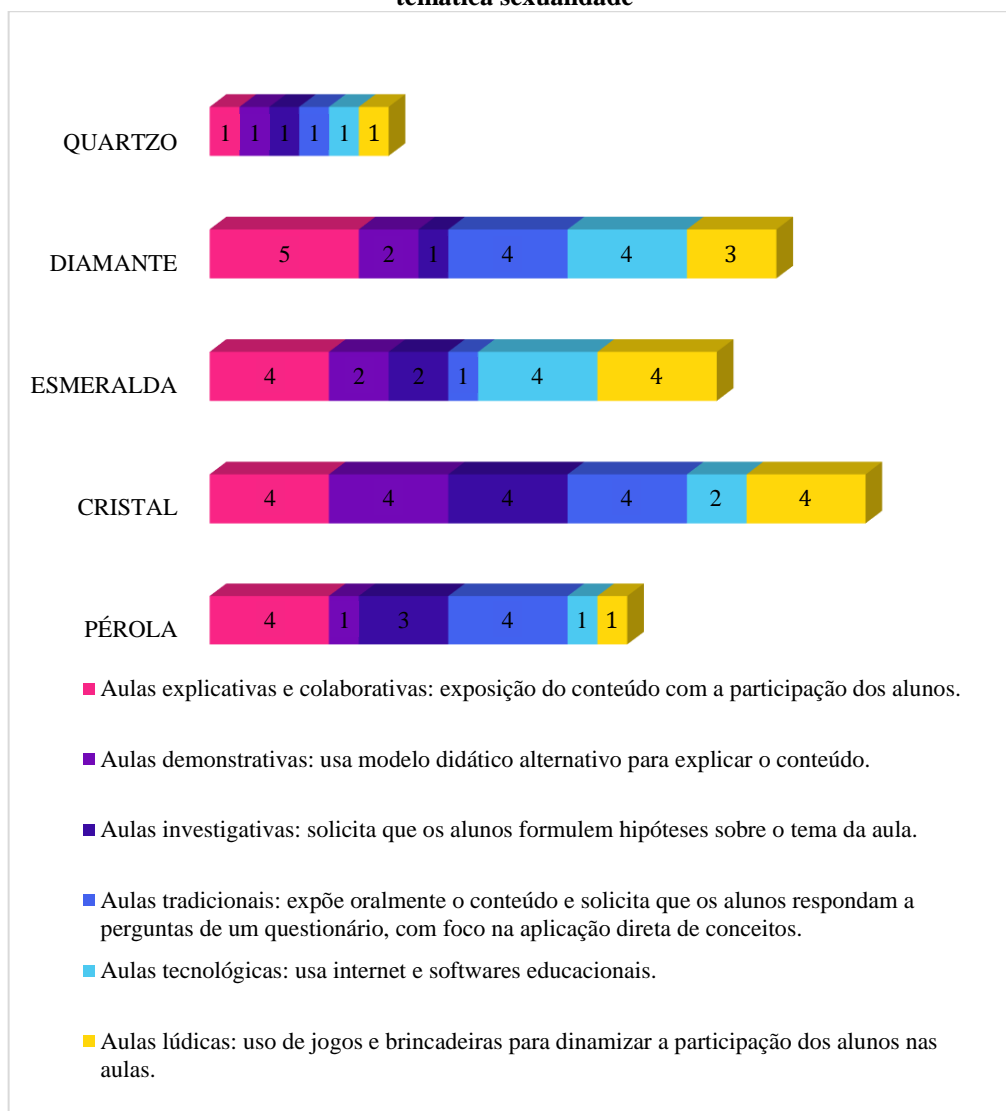 temática sexualidade
QUARTZO
1 1 1 1 1 1
DIAMANTE
5 2 1 4 4 3
ESMERALDA
4 2 2 1 4 4
CRISTAL
4 4 4 4 2 4
PÉROLA
4 1 3 4 1 1
Aulas explicativas e colaborativas: exposição do conteúdo com a participação dos alunos.
Aulas demonstrativas: usa modelo didático alternativo para explicar o conteúdo.
Aulas investigativas: solicita que os alunos formulem hipóteses sobre o tema da aula.
Aulas tradicionais: expõe oralmente o conteúdo e solicita que os alunos respondam a
perguntas de um questionário, com foco na aplicação direta de conceitos.
Aulas tecnológicas: usa internet e softwares educacionais.
Aulas lúdicas: uso de jogos e brincadeiras para dinamizar a participação dos alunos nas
aulas.